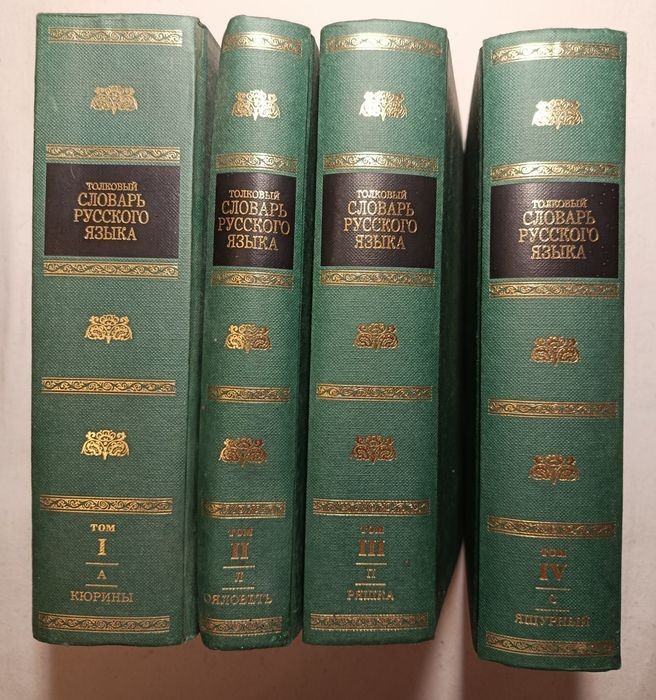 ТОЛКОВЫЙ
СЛОВАРЬ
РУССКОГО
ЯЗЫКА
ТОМ
I
А
КЮРИНЫ
ТОЛКОВЫЙ
СЛОВАРЬ
РУССКОГО
ЯЗЫКА
ТОМ
II
Л
ОЯЛОВЕТЬ
ТОЛКОВЫЙ
СЛОВАРЬ
РУССКОГО
ЯЗЫКА
ТОМ
III
П
РЯШКА
ТОЛКОВЫЙ
СЛОВАРЬ
РУССКОГО
ЯЗЫКА
ТОМ
IV
С
ЯЩУРНЫЙ